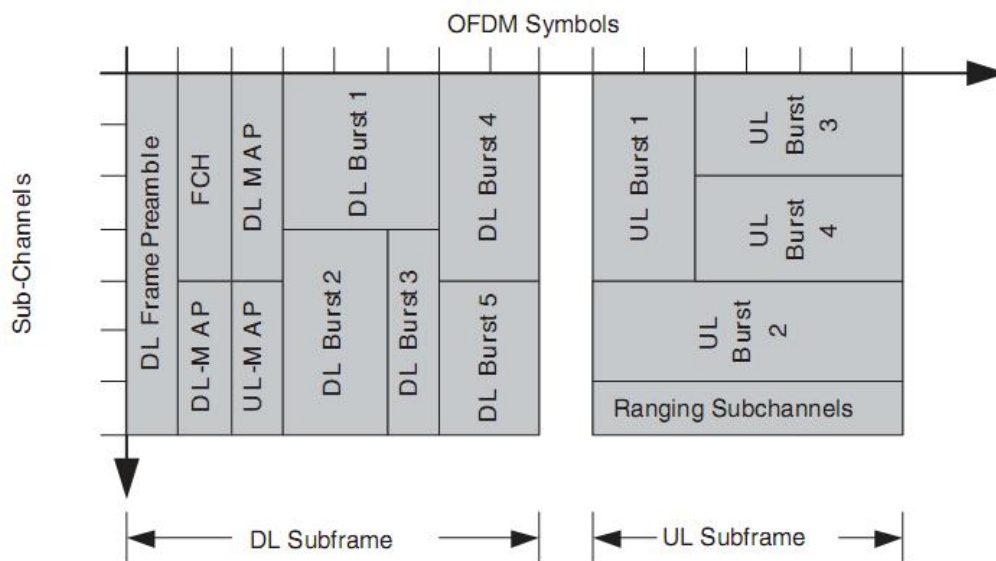 OFDM Symbols
Sub-Channels
DL Frame Preamble
FCH
DL-MAP
DL MAP
UL-MAP
DL Burst 1
DL Burst 2
DL Burst 3
DL Burst 4
DL Burst 5
UL Burst 1
UL
Burst
3
UL
Burst
4
UL
Burst
2
Ranging Subchannels
DL Subframe
UL Subframe